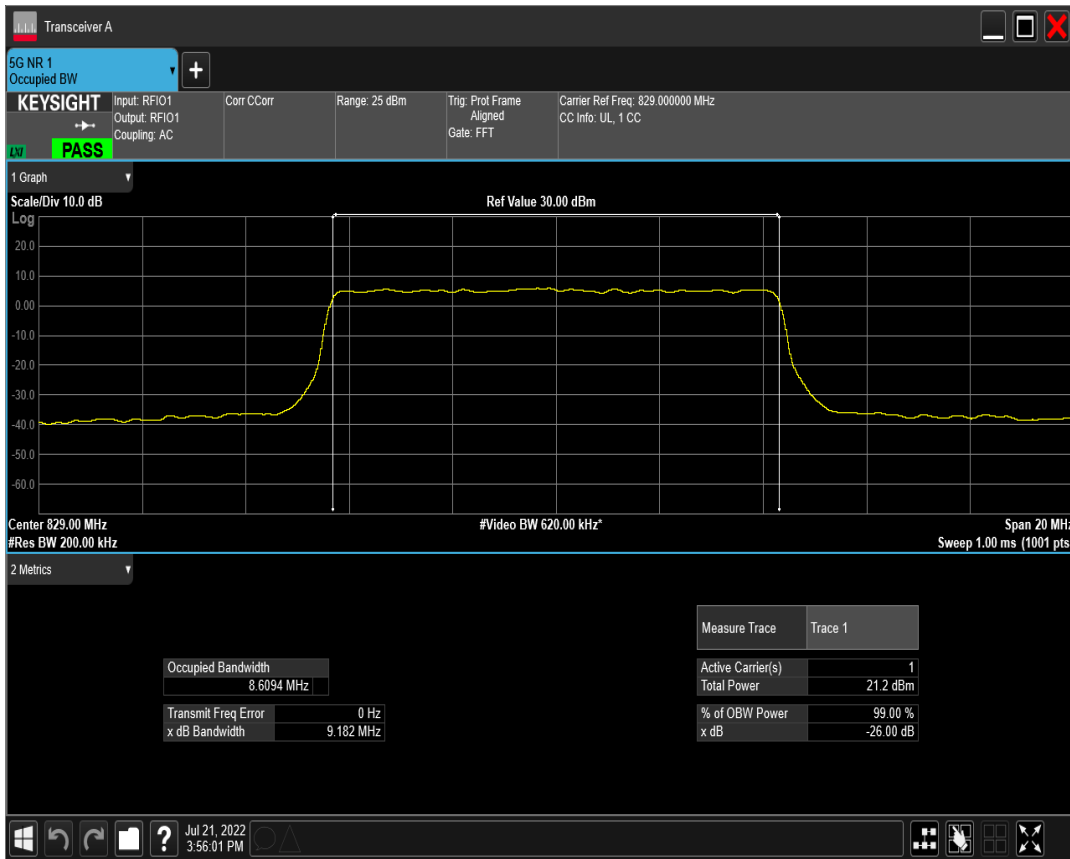 Transceiver A
5G NR 1
Occupied BW
+
KEYSIGHT
LXI
PASS
Input: RFIO1
Output: RFIO1
Coupling: AC
Corr CCorr
Range: 25 dBm
Trig: Prot Frame
Aligned
Gate: FFT
Carrier Ref Freq: 829.000000 MHz
CC Info: UL, 1 CC
1 Graph
Scale/Div 10.0 dB
Ref Value 30.00 dBm
Log
20.0
10.0
0.00
-10.0
-20.0
-30.0
-40.0
-50.0
-60.0
Center 829.00 MHz
#Video BW 620.00 kHz*
Span 20 MHz
#Res BW 200.00 kHz
Sweep 1.00 ms (1001 pts
2 Metrics
Measure Trace Trace 1
Occupied Bandwidth
8.6094 MHz
Active Carrier(s) 1
Total Power 21.2 dBm
Transmit Freq Error 0 Hz
x dB Bandwidth 9.182 MHz
% of OBW Power 99.00 %
x dB -26.00 dB
?
Jul 21, 2022
3:56:01 PM